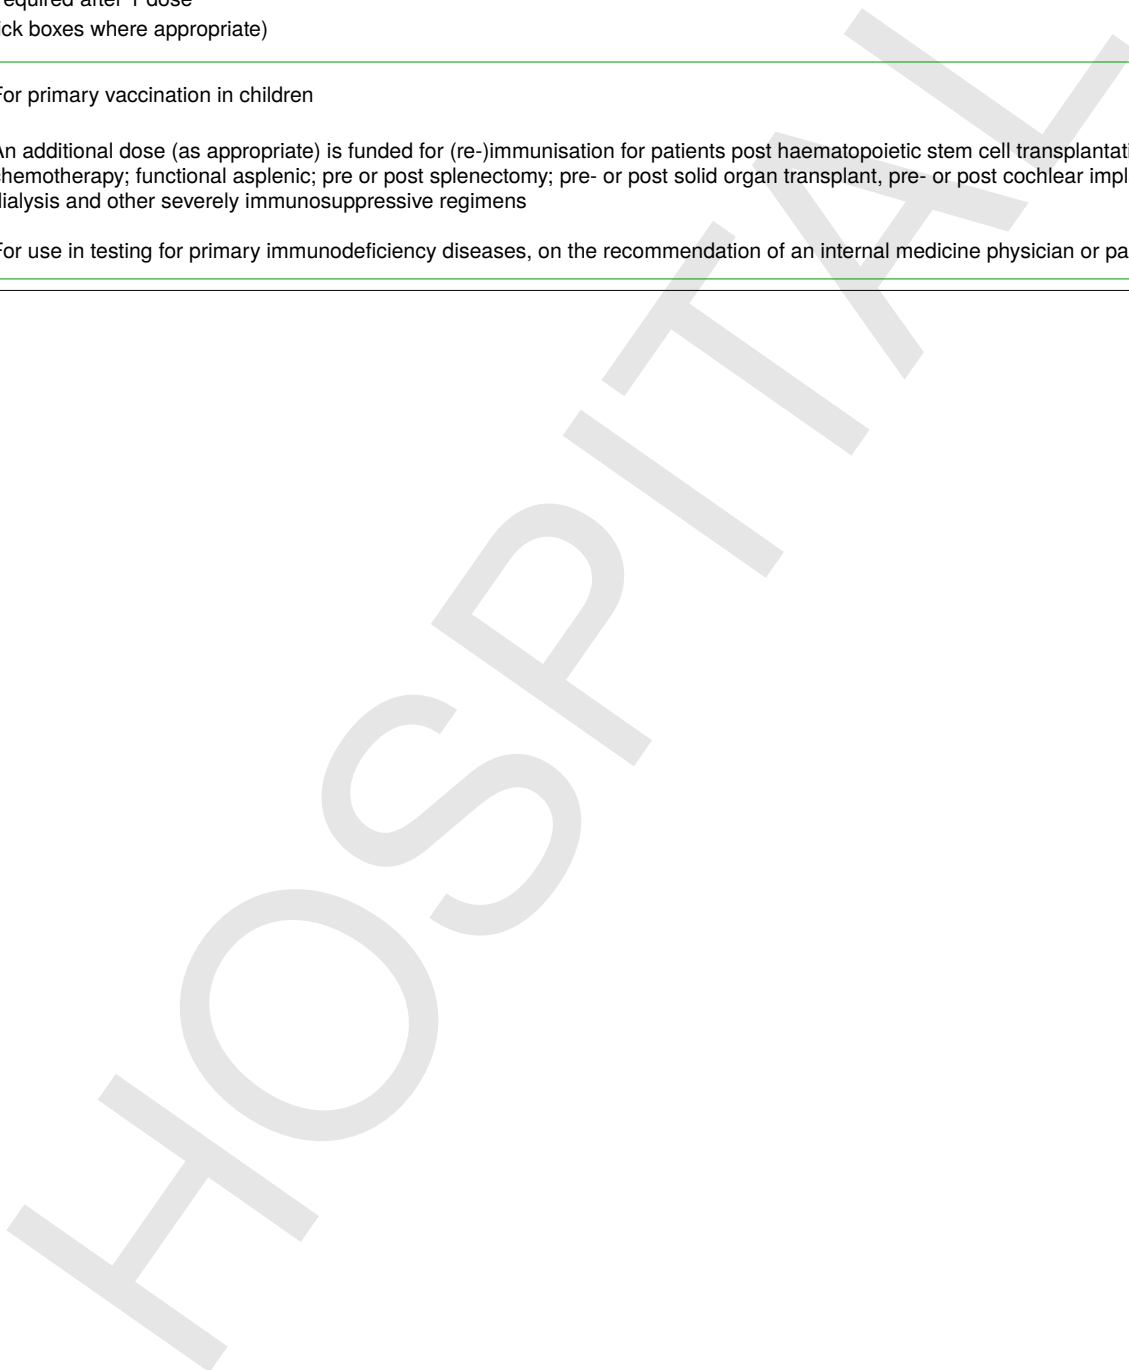 required after 1 dose
ick boxes where appropriate)
For primary vaccination in children
An additional dose (as appropriate) is funded for (re-)immunisation for patients post haematopoietic stem cell transplantati
chemotherapy; functional asplenic; pre or post splenectomy; pre- or post solid organ transplant, pre- or post cochlear impl
dialysis and other severely immunosuppressive regimens
For use in testing for primary immunodeficiency diseases, on the recommendation of an internal medicine physician or pa
HOSPITAL